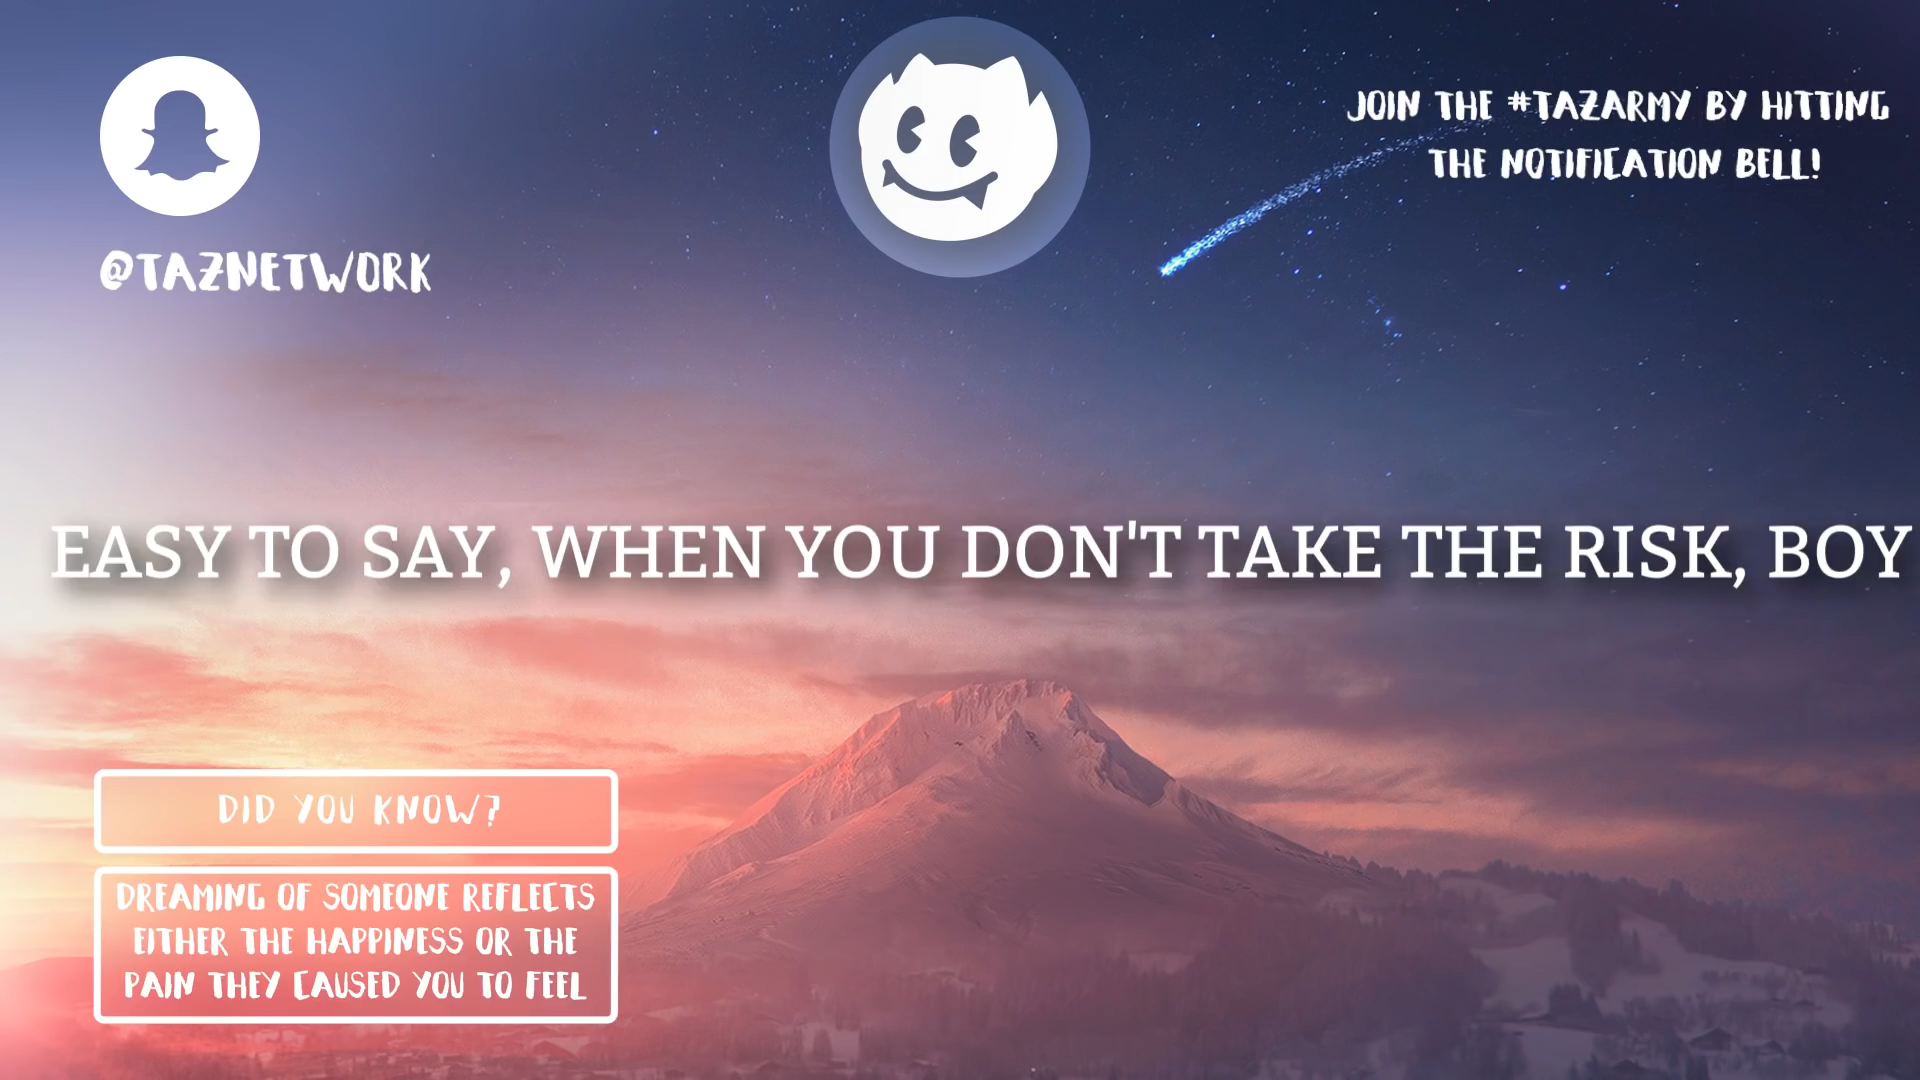 JOIN THE #TAZARMY BY HITTING
THE NOTIFICATION BELL!
@TAZNETWORK
EASY TO SAY, WHEN YOU DON'T TAKE THE RISK, BOY
DID YOU KNOW?
DREAMING OF SOMEONE REFLECTS
EITHER THE HAPPINESS OR THE
PAIN THEY CAUSED YOU TO FEEL